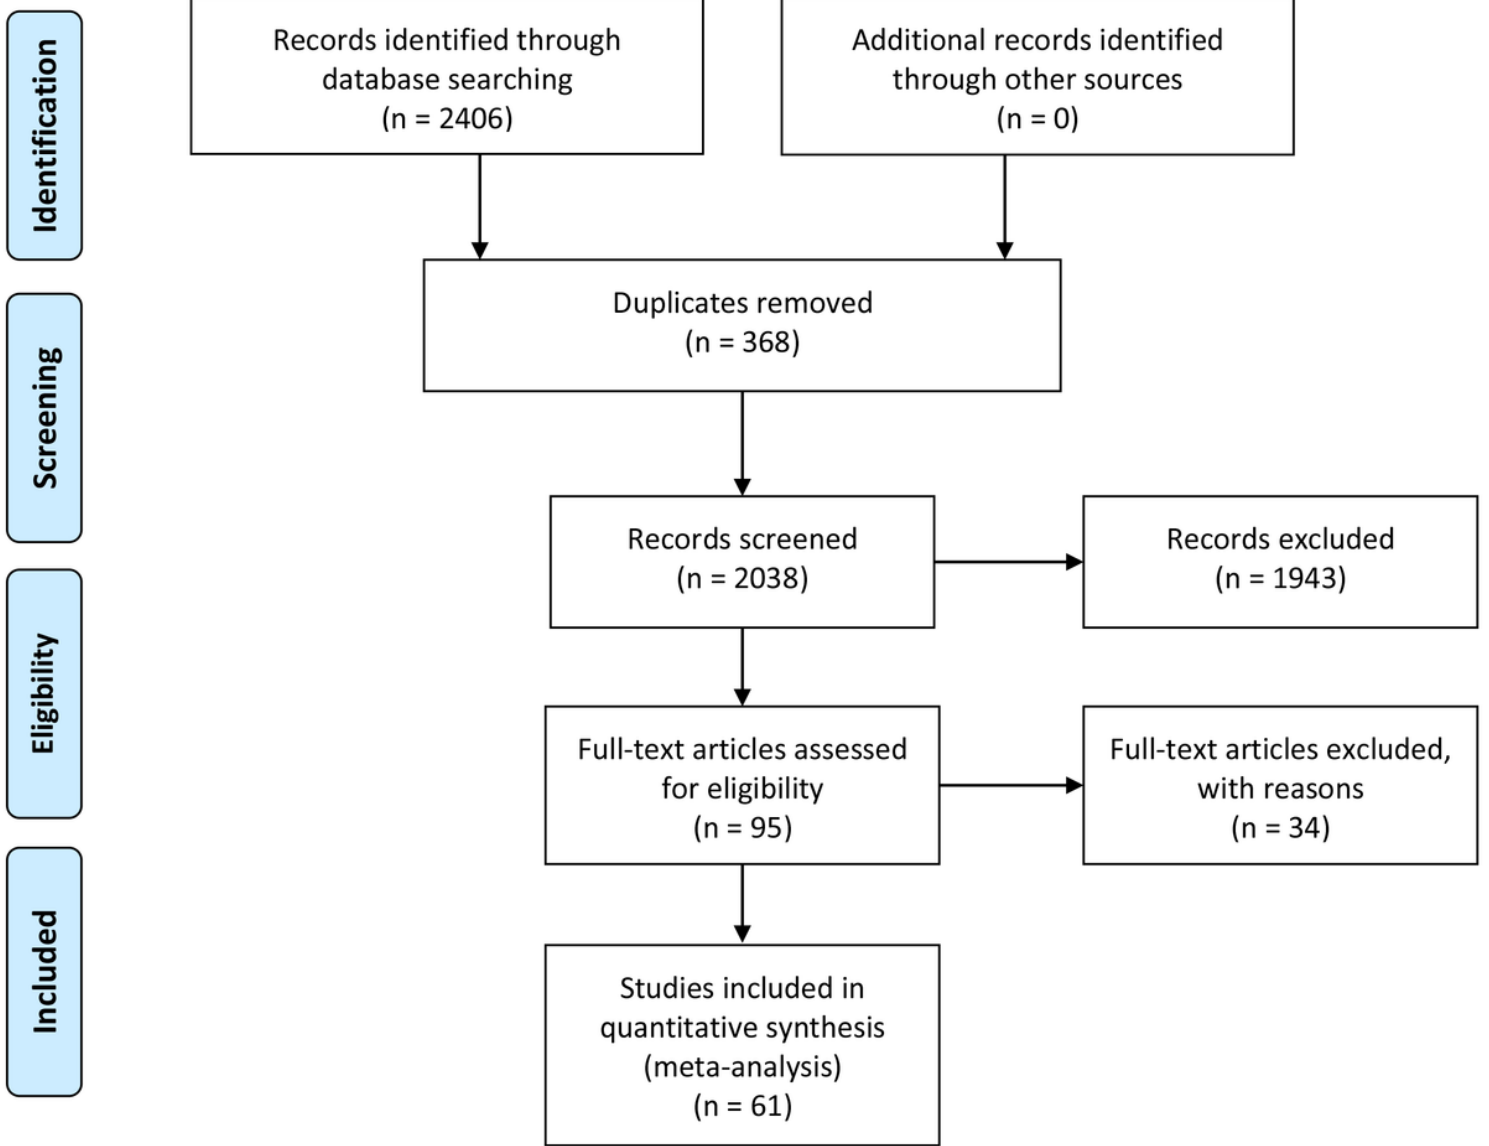 Identification
Records identified through
database searching
(n = 2406)
Additional records identified
through other sources
(n = 0)
Screening
Duplicates removed
(n = 368)
Records screened
(n = 2038)
Records excluded
(n = 1943)
Eligibility
Full-text articles assessed
for eligibility
(n = 95)
Full-text articles excluded,
with reasons
(n = 34)
Included
Studies included in
quantitative synthesis
(meta-analysis)
(n = 61)